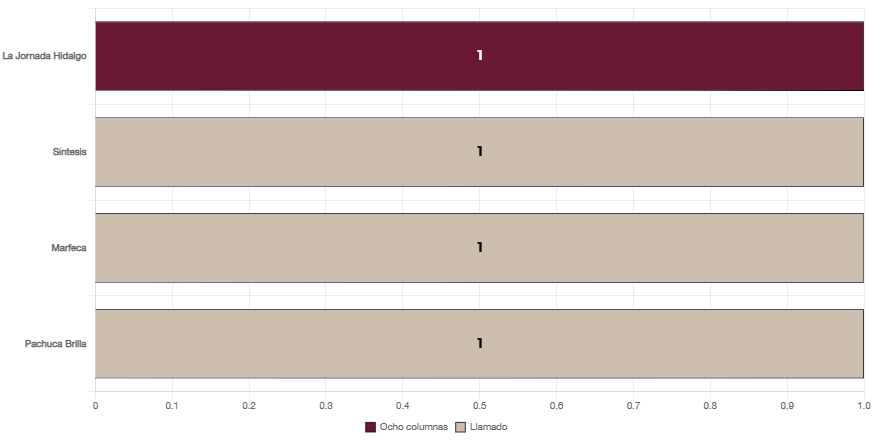 La Jornada Hidalgo
1
Síntesis
1
Marfeca
1
Pachuca Brilla
1
0 0.1 0.2 0.3 0.4 0.5 0.6 0.7 0.8 0.9 1.0
Ocho columnas Llamado